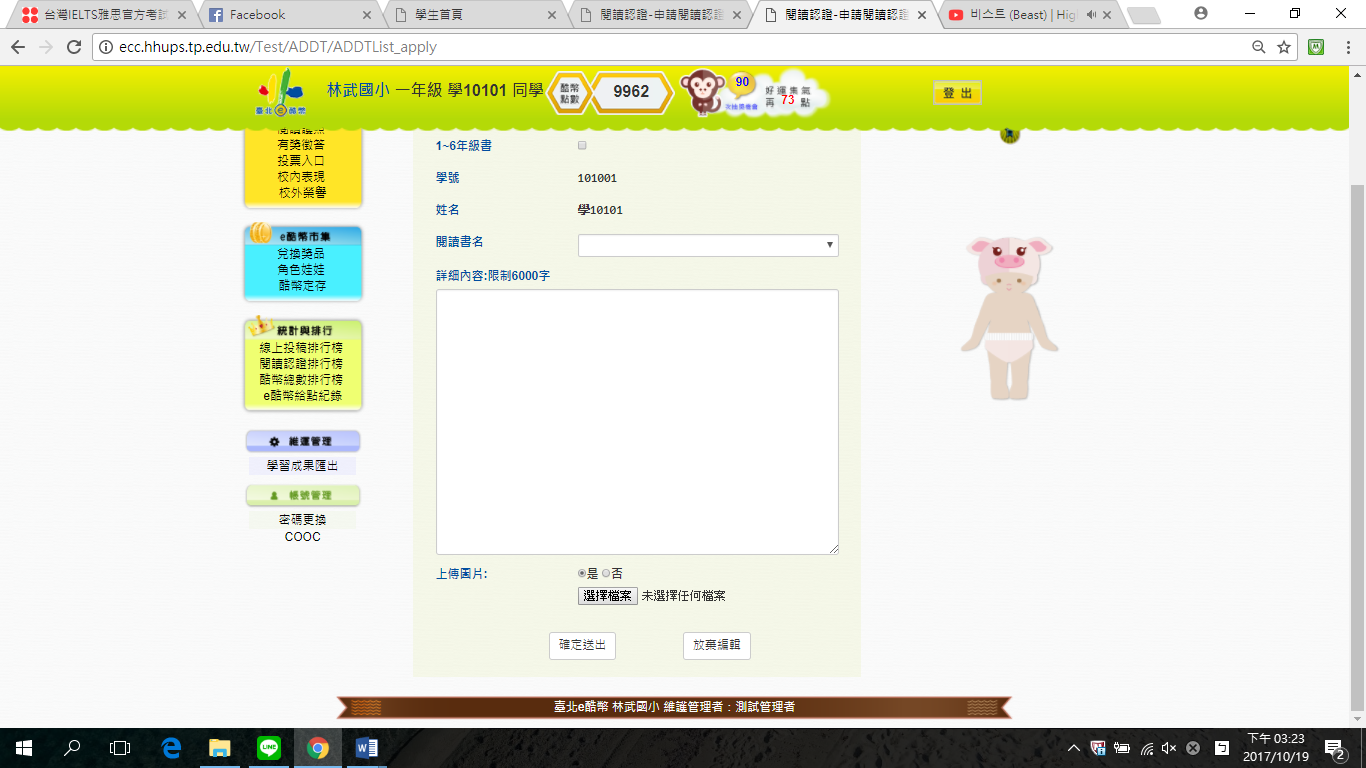 台灣IELTS雅思官方考試
Facebook
學生首頁
閱讀認證-申請閱讀認證
閱讀認證-申請閱讀認證
비스트 (Beast) | Hig
ecc.hhups.tp.edu.tw/Test/ADDT/ADDTList_apply
臺北e酷幣
林武國小 一年級 學10101 同學
酷幣
點數
9962
90
好運集氣
再 73 點
登出
閱讀護照
有獎徵答
投票入口
校內表現
校外榮譽
e酷幣市集
兌換獎品
角色娃娃
酷幣定存
統計與排行
線上投稿排行榜
閱讀認證排行榜
酷幣總數排行榜
e酷幣給點紀錄
維運管理
學習成果匯出
帳號管理
密碼更換
COOC
1~6年級書
學號 101001
姓名 學10101
閱讀書名
詳細內容:限制6000字
上傳圖片: 是 否
選擇檔案 未選擇任何檔案
確定送出 放棄編輯
臺北e酷幣 林武國小 維護管理者：測試管理者
下午 03:23
2017/10/19
2